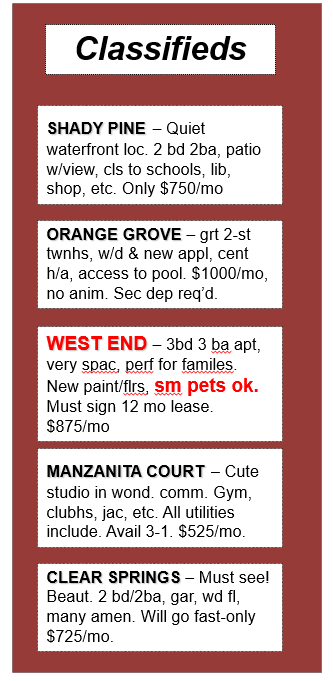 Classifieds
SHADY PINE – Quiet
waterfront loc. 2 bd 2ba, patio
w/view, cls to schools, lib,
shop, etc. Only $750/mo
ORANGE GROVE – grt 2-st
twnhs, w/d & new appl, cent
h/a, access to pool. $1000/mo,
no anim. Sec dep req’d.
WEST END – 3bd 3 ba apt,
very spac, perf for familes.
New paint/flrs, sm pets ok.
Must sign 12 mo lease.
$875/mo
MANZANITA COURT – Cute
studio in wond. comm. Gym,
clubhs, jac, etc. All utilities
include. Avail 3-1. $525/mo.
CLEAR SPRINGS – Must see!
Beaut. 2 bd/2ba, gar, wd fl,
many amen. Will go fast-only
$725/mo.